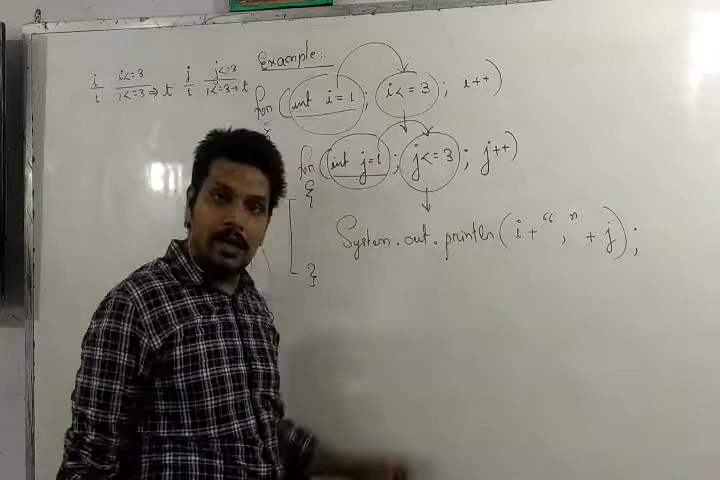 Example:-
i i<=3 j j<=3
1 1<=3⇒t 1 1<=3→t
for (int i=1; i<=3; i++)
{
for (int j=1; j<=3; j++)
{
System.out.println(i+“,”+j);
}